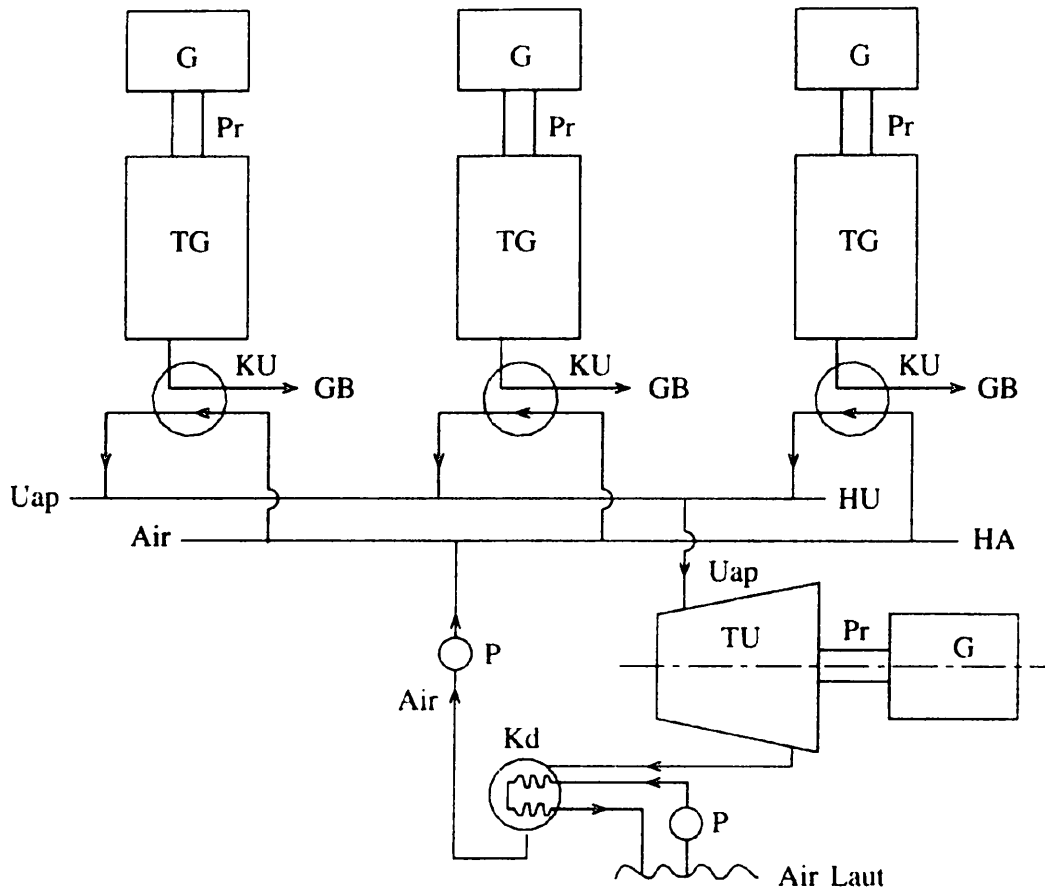 G G G
Pr Pr Pr
TG TG TG
KU KU KU
GB GB GB
Uap HU
Air HA
Uap
TU Pr G
P
Air
Kd
P
Air Laut